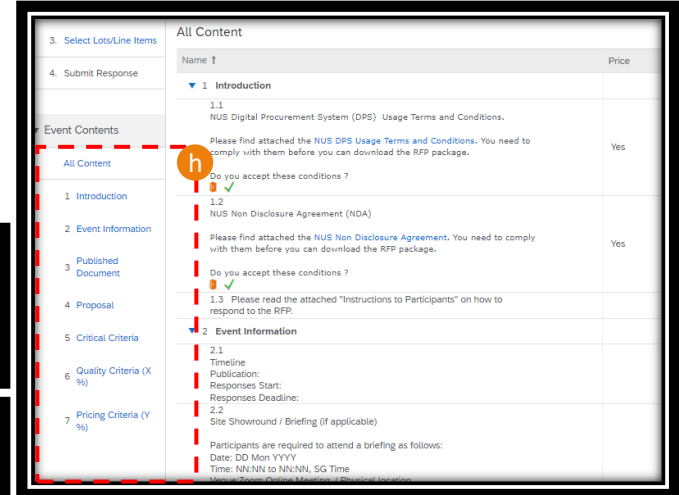 3. Select Lots/Line Items
4. Submit Response
▼ Event Contents
All Content
1 Introduction
2 Event Information
3 Published
Document
4 Proposal
5 Critical Criteria
6 Quality Criteria (X
%)
7 Pricing Criteria (Y
%)
h
All Content
Name ↑ Price
▼ 1 Introduction
1.1
NUS Digital Procurement System (DPS) Usage Terms and Conditions.
Please find attached the NUS DPS Usage Terms and Conditions. You need to
comply with them before you can download the RFP package.
Yes
Do you accept these conditions ?
1.2
NUS Non Disclosure Agreement (NDA)
Please find attached the NUS Non Disclosure Agreement. You need to comply
with them before you can download the RFP package.
Yes
Do you accept these conditions ?
1.3 Please read the attached "Instructions to Participants" on how to
respond to the RFP.
▼ 2 Event Information
2.1
Timeline
Publication:
Responses Start:
Responses Deadline:
2.2
Site Showround / Briefing (if applicable)
Participants are required to attend a briefing as follows:
Date: DD Mon YYYY
Time: NN:NN to NN:NN, SG Time
Venue:Zoom Online Meeting / Physical location